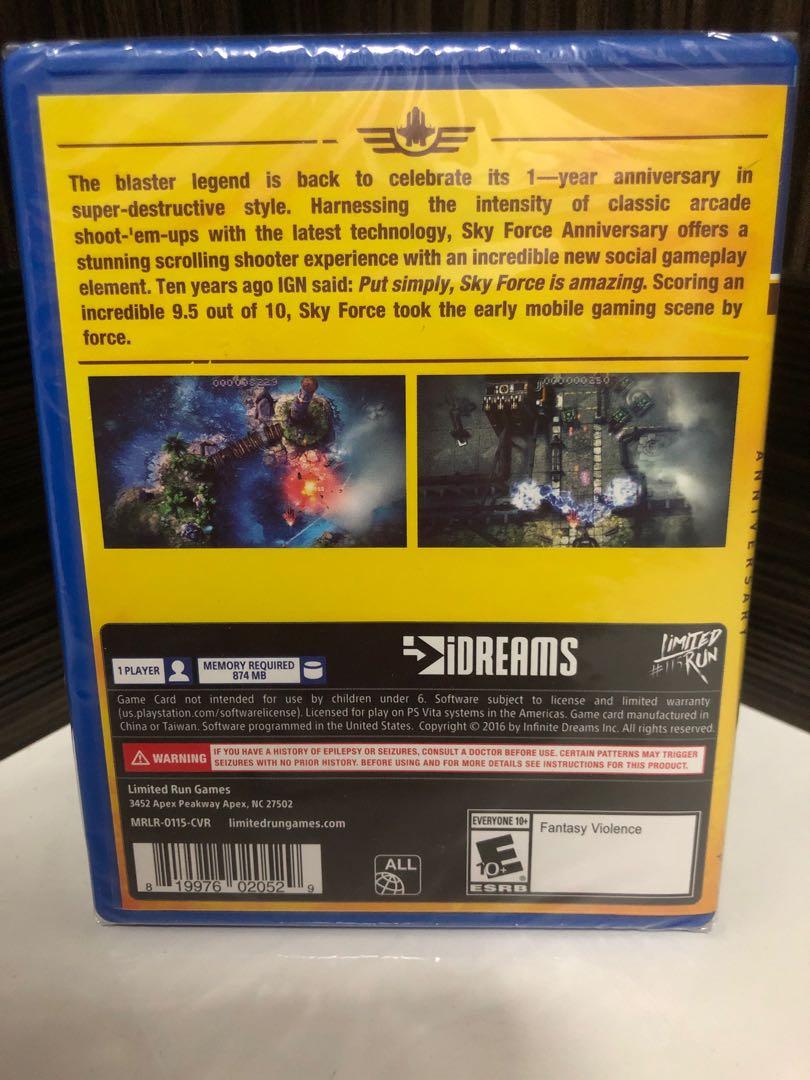 The blaster legend is back to celebrate its 1—year anniversary in
super-destructive style. Harnessing the intensity of classic arcade
shoot-'em-ups with the latest technology, Sky Force Anniversary offers a
stunning scrolling shooter experience with an incredible new social gameplay
element. Ten years ago IGN said: Put simply, Sky Force is amazing. Scoring an
incredible 9.5 out of 10, Sky Force took the early mobile gaming scene by
force.
000000250
ANNIVERSARY
1 PLAYER
MEMORY REQUIRED
874 MB
iDREAMS
LIMITED
RUN
Game Card not intended for use by children under 6. Software subject to license and limited warranty
(us.playstation.com/softwarelicense). Licensed for play on PS Vita systems in the Americas. Game card manufactured in
China or Taiwan. Software programmed in the United States. Copyright © 2016 by Infinite Dreams Inc. All rights reserved.
WARNING
IF YOU HAVE A HISTORY OF EPILEPSY OR SEIZURES, CONSULT A DOCTOR BEFORE USE. CERTAIN PATTERNS MAY TRIGGER
SEIZURES WITH NO PRIOR HISTORY. BEFORE USING AND FOR MORE DETAILS SEE INSTRUCTIONS FOR THIS PRODUCT.
Limited Run Games
3452 Apex Peakway Apex, NC 27502
MRLR-0115-CVR limitedrungames.com
8 19976 02052 9
ALL
EVERYONE 10+
E
10+
ESRB
Fantasy Violence